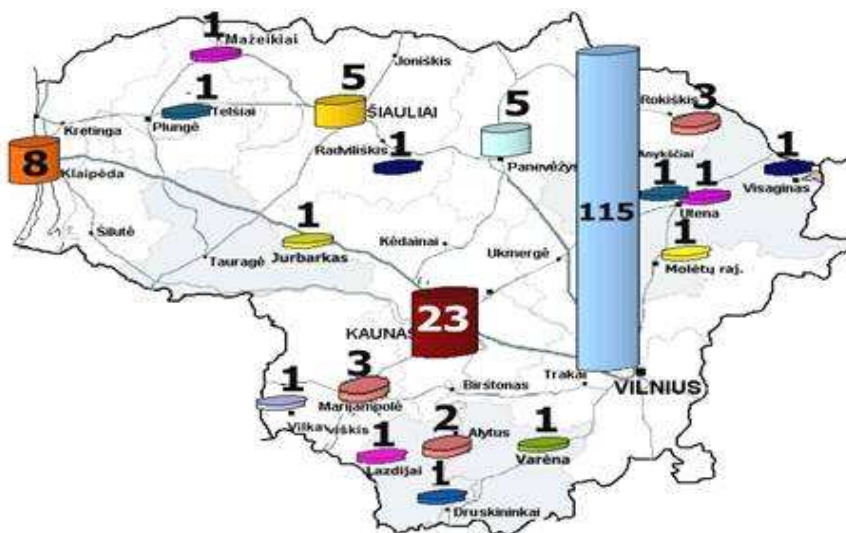 1
Mažeikiai
Joniškis
1
Telšiai
5
ŠIAULIAI
5
Rokiškis
3
Kretinga
Plungė
Radviliškis
1
Panevėžys
Anykščiai
1
1
1
Visaginas
8
Klaipėda
Utena
115
Šilutė
1
Jurbarkas
Tauragė
Kėdainai
Ukmergė
1
Molėtų raj.
KAUNAS
23
1
3
Marijampolė
Birštonas
Trakai
VILNIUS
Vilkaviškis
1
Lazdijai
2
Alytus
1
Varėna
1
Druskininkai